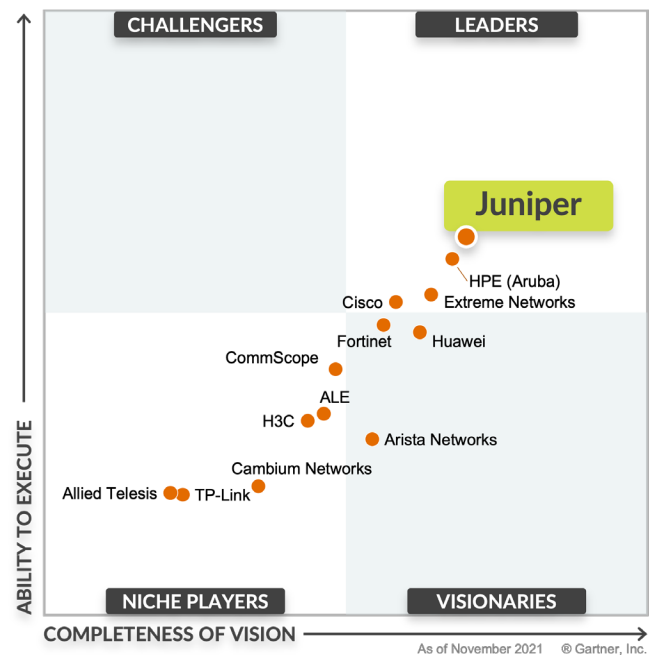 CHALLENGERS
LEADERS
Juniper
HPE (Aruba)
Cisco
Extreme Networks
Fortinet
Huawei
CommScope
ALE
H3C
Arista Networks
Cambium Networks
Allied Telesis
TP-Link
NICHE PLAYERS
VISIONARIES
ABILITY TO EXECUTE
COMPLETENESS OF VISION
As of November 2021 ® Gartner, Inc.